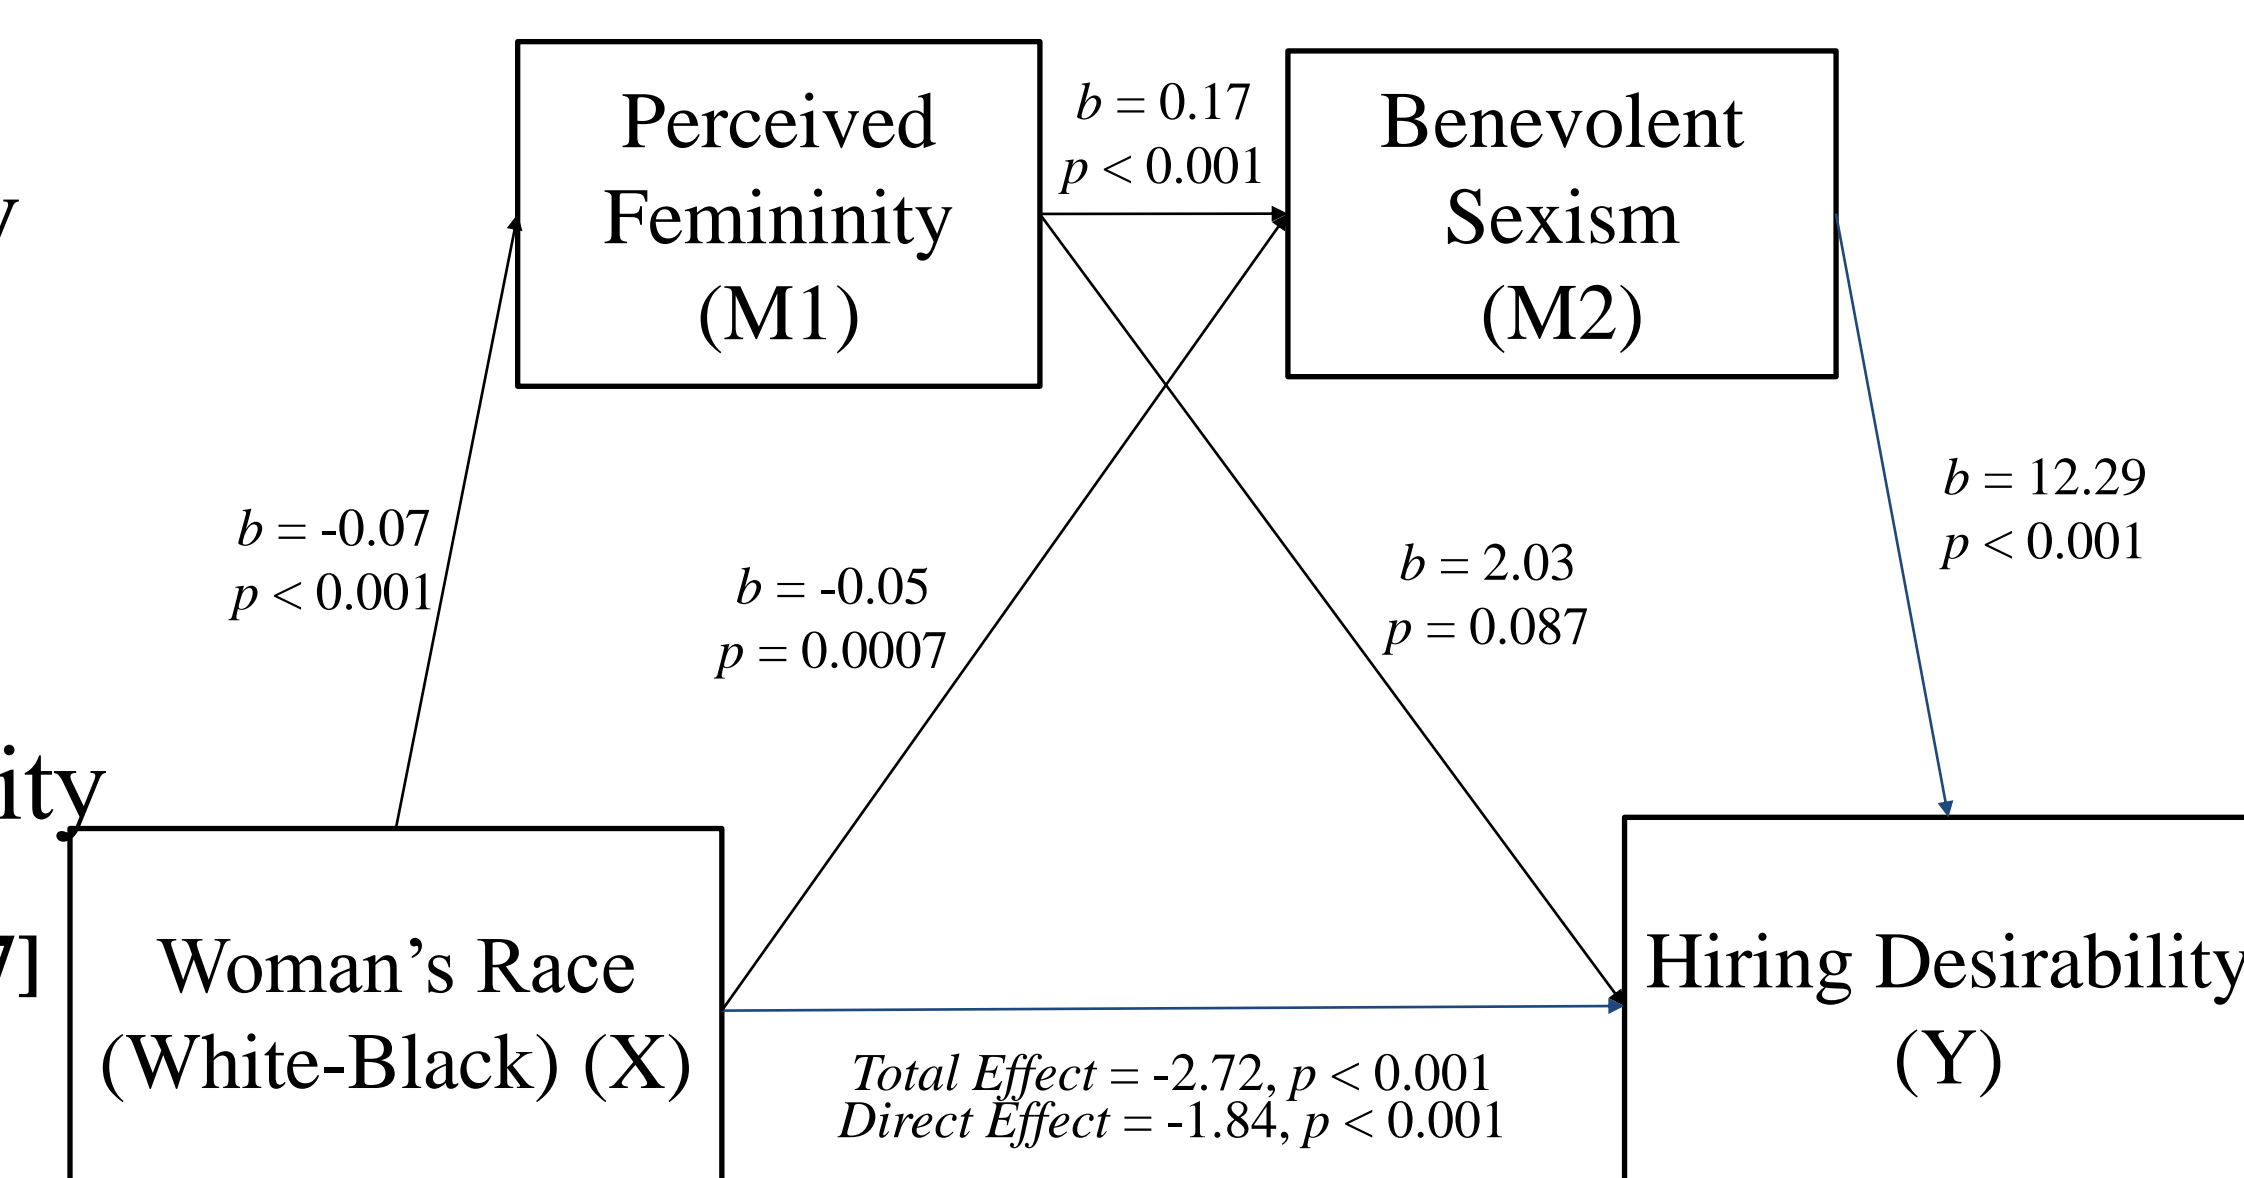 Perceived
Femininity
(M1)
b = 0.17
p < 0.001
Benevolent
Sexism
(M2)
b = -0.07
p < 0.001
b = -0.05
p = 0.0007
b = 2.03
p = 0.087
b = 12.29
p < 0.001
ity
Woman’s Race
(White-Black) (X)
Total Effect = -2.72, p < 0.001
Direct Effect = -1.84, p < 0.001
Hiring Desirability
(Y)